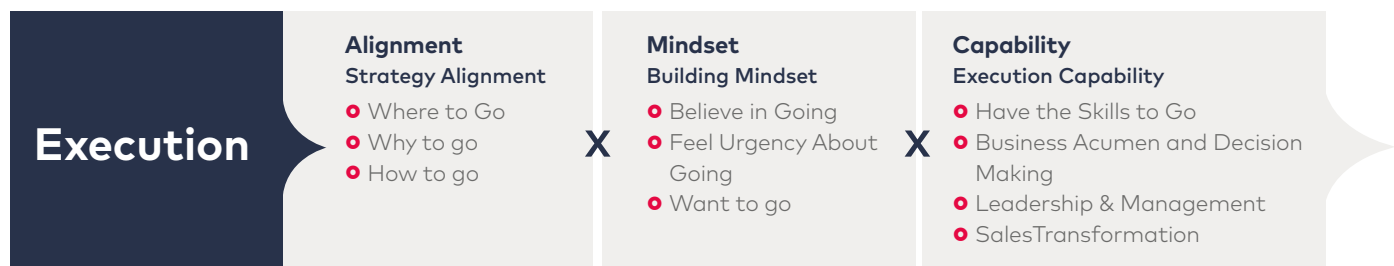 Execution
Alignment
Strategy Alignment
Where to Go
Why to go
How to go
X
Mindset
Building Mindset
Believe in Going
Feel Urgency About
Going
Want to go
X
Capability
Execution Capability
Have the Skills to Go
Business Acumen and Decision
Making
Leadership & Management
SalesTransformation